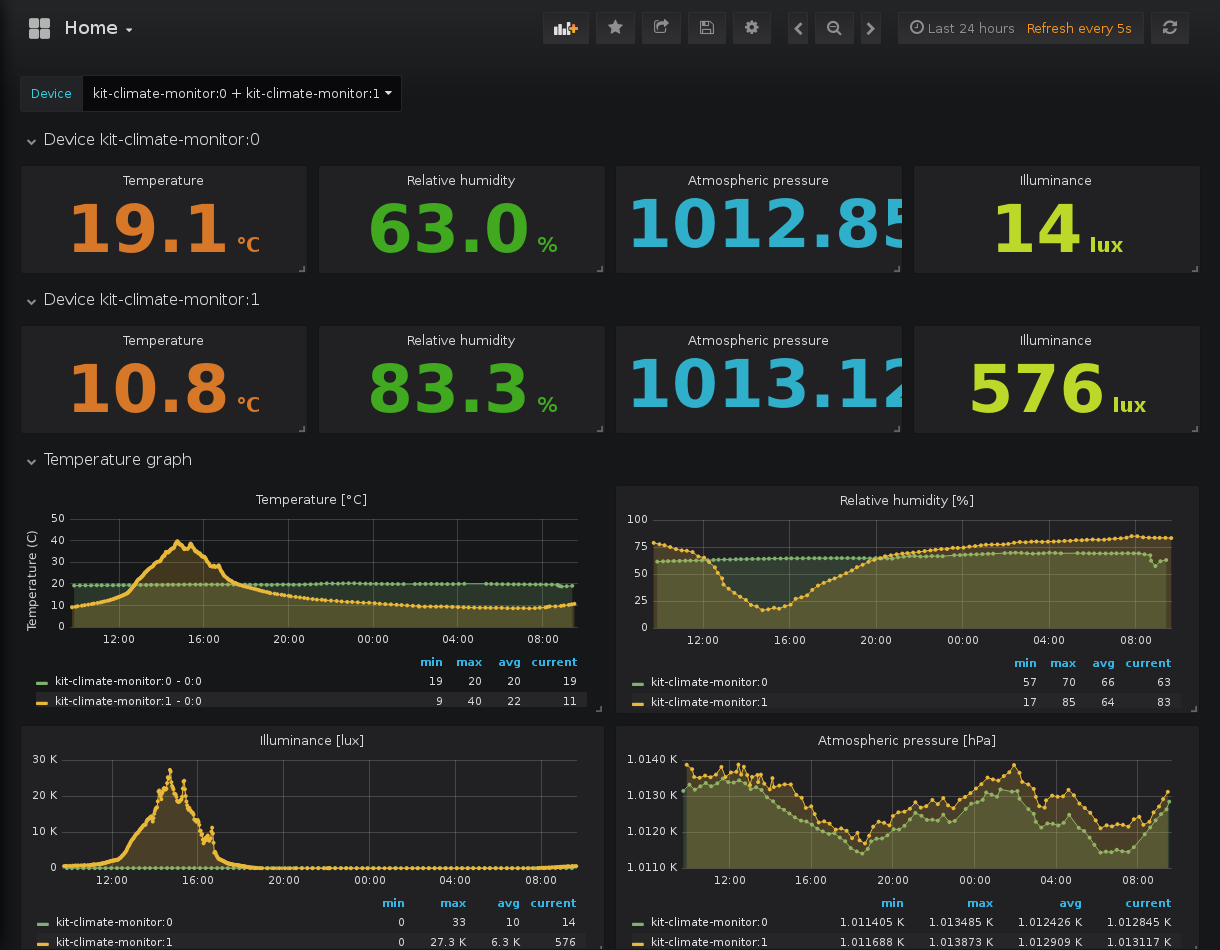 Home
Last 24 hours Refresh every 5s
Device kit-climate-monitor:0 + kit-climate-monitor:1
Device kit-climate-monitor:0
Temperature Relative humidity Atmospheric pressure Illuminance
19.1 °C 63.0 % 1012.85 14 lux
Device kit-climate-monitor:1
Temperature Relative humidity Atmospheric pressure Illuminance
10.8 °C 83.3 % 1013.12 576 lux
Temperature graph
Temperature [°C]
Temperature (C)
50
40
30
20
10
0
12:00 16:00 20:00 00:00 04:00 08:00
min max avg current
kit-climate-monitor:0 - 0:0 19 20 20 19
kit-climate-monitor:1 - 0:0 9 40 22 11
Relative humidity [%]
100
75
50
25
0
12:00 16:00 20:00 00:00 04:00 08:00
min max avg current
kit-climate-monitor:0 57 70 66 63
kit-climate-monitor:1 17 85 64 83
Illuminance [lux]
30 K
20 K
10 K
0
12:00 16:00 20:00 00:00 04:00 08:00
min max avg current
kit-climate-monitor:0 0 33 10 14
kit-climate-monitor:1 0 27.3 K 6.3 K 576
Atmospheric pressure [hPa]
1.0140 K
1.0130 K
1.0120 K
1.0110 K
12:00 16:00 20:00 00:00 04:00 08:00
min max avg current
kit-climate-monitor:0 1.011405 K 1.013485 K 1.012426 K 1.012845 K
kit-climate-monitor:1 1.011688 K 1.013873 K 1.012909 K 1.013117 K